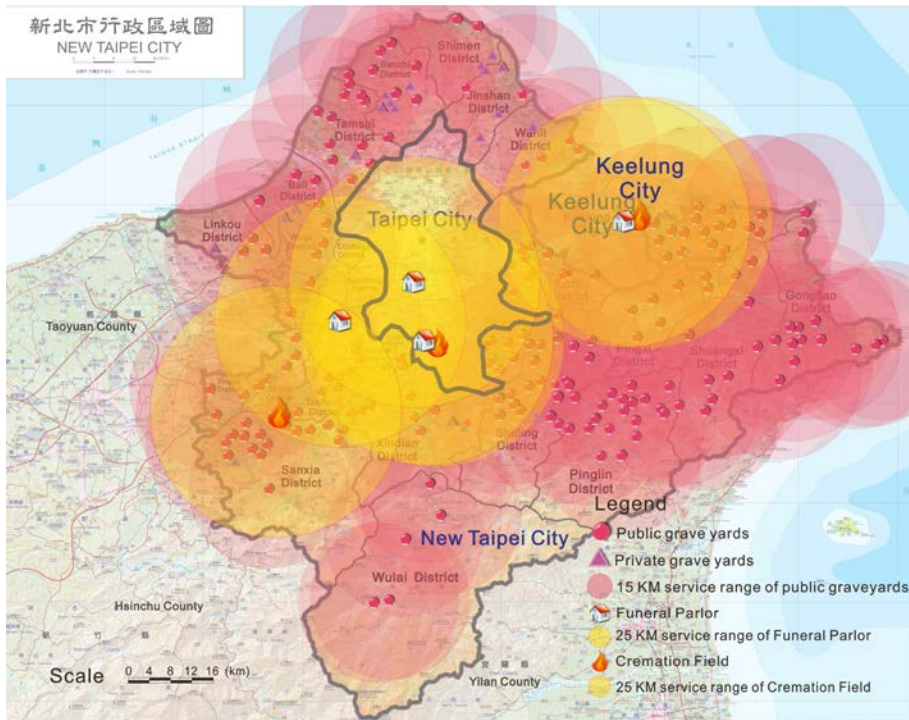 新北市行政區域圖
NEW TAIPEI CITY
Shimen
District
Sanzhi
District
Jinshan
District
Tamsui
District
Wanli
District
TAIWAN STRAIT
Keelung
City
Keelung
City
Bali
District
Taipei City
Linkou
District
Taoyuan County
Gongliao
District
Pingxi
District
Shuangxi
District
Xindian
District
Shiding
District
Sanxia
District
Pinglin
District
Legend
Public grave yards
New Taipei City
Private grave yards
15 KM service range of public graveyards
Wulai District
Hsinchu County
Funeral Parlor
25 KM service range of Funeral Parlor
Cremation Field
Scale 0 4 8 12 16 (km)
25 KM service range of Cremation Field
Yilan County